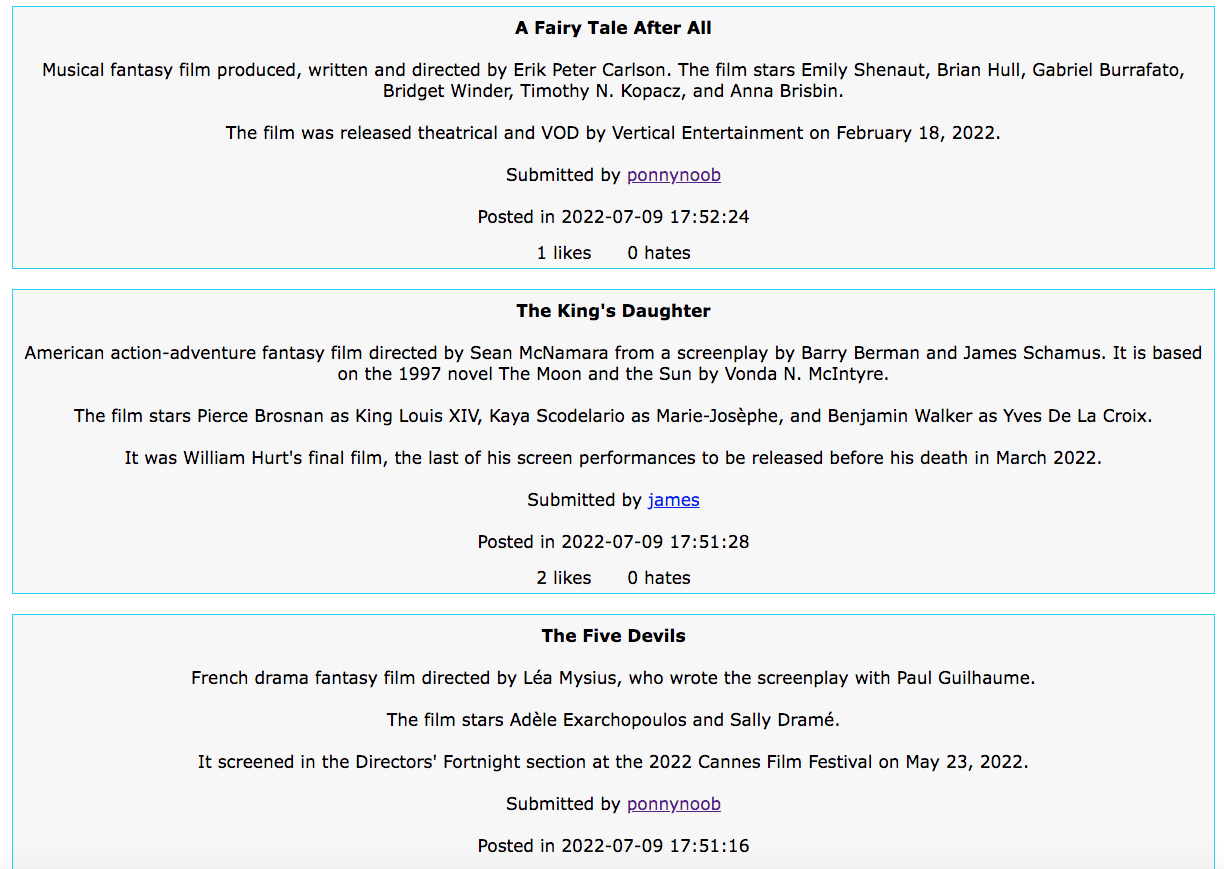 A Fairy Tale After All
Musical fantasy film produced, written and directed by Erik Peter Carlson. The film stars Emily Shenaut, Brian Hull, Gabriel Burrafato,
Bridget Winder, Timothy N. Kopacz, and Anna Brisbin.
The film was released theatrical and VOD by Vertical Entertainment on February 18, 2022.
Submitted by ponnynoob
Posted in 2022-07-09 17:52:24
1 likes 0 hates
The King's Daughter
American action-adventure fantasy film directed by Sean McNamara from a screenplay by Barry Berman and James Schamus. It is based
on the 1997 novel The Moon and the Sun by Vonda N. McIntyre.
The film stars Pierce Brosnan as King Louis XIV, Kaya Scodelario as Marie-Josèphe, and Benjamin Walker as Yves De La Croix.
It was William Hurt's final film, the last of his screen performances to be released before his death in March 2022.
Submitted by james
Posted in 2022-07-09 17:51:28
2 likes 0 hates
The Five Devils
French drama fantasy film directed by Léa Mysius, who wrote the screenplay with Paul Guilhaume.
The film stars Adèle Exarchopoulos and Sally Dramé.
It screened in the Directors' Fortnight section at the 2022 Cannes Film Festival on May 23, 2022.
Submitted by ponnynoob
Posted in 2022-07-09 17:51:16